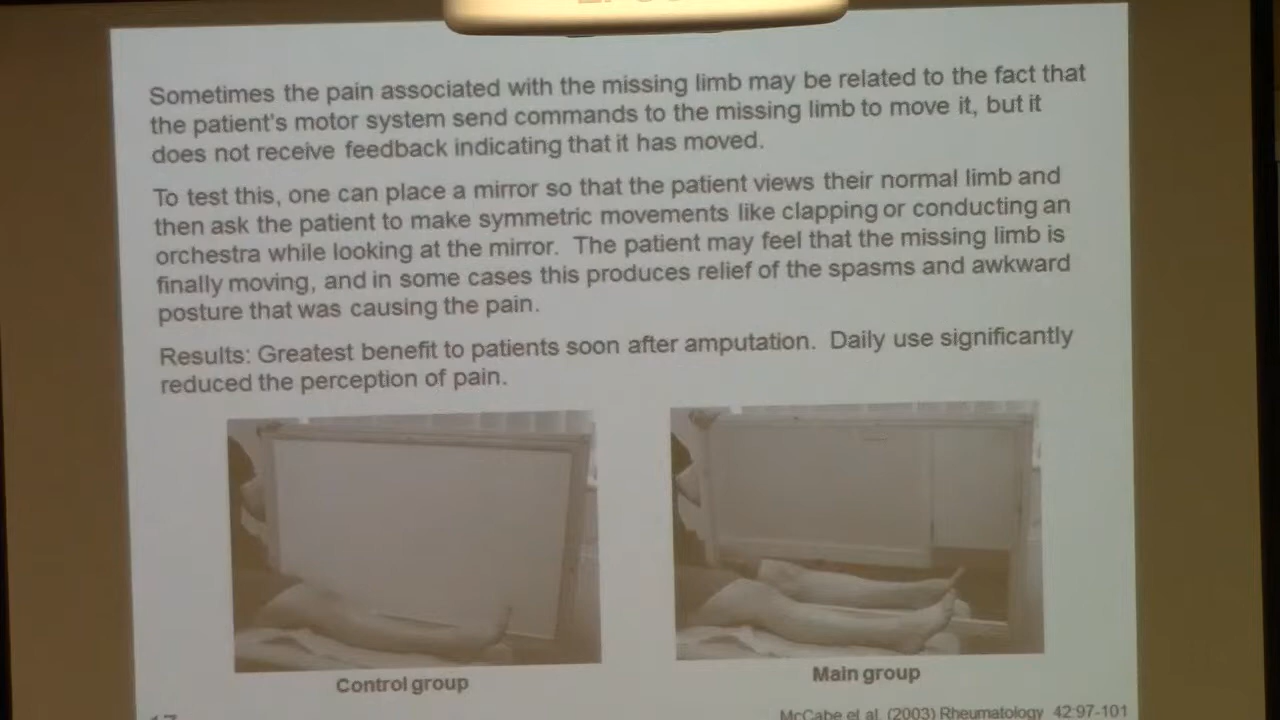 Sometimes the pain associated with the missing limb may be related to the fact that
the patient's motor system send commands to the missing limb to move it, but it
does not receive feedback indicating that it has moved.
To test this, one can place a mirror so that the patient views their normal limb and
then ask the patient to make symmetric movements like clapping or conducting an
orchestra while looking at the mirror. The patient may feel that the missing limb is
finally moving, and in some cases this produces relief of the spasms and awkward
posture that was causing the pain.
Results: Greatest benefit to patients soon after amputation. Daily use significantly
reduced the perception of pain.
Control group
Main group
McCabe et al. (2003) Rheumatology 42:97-101